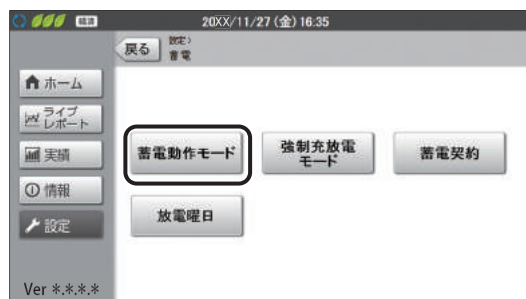 経済
20XX/11/27 (金) 16:35
戻る
設定>
蓄電
ホーム
ライブ
レポート
実績
情報
設定
蓄電動作モード
強制充放電
モード
蓄電契約
放電曜日
Ver *.*.*.*